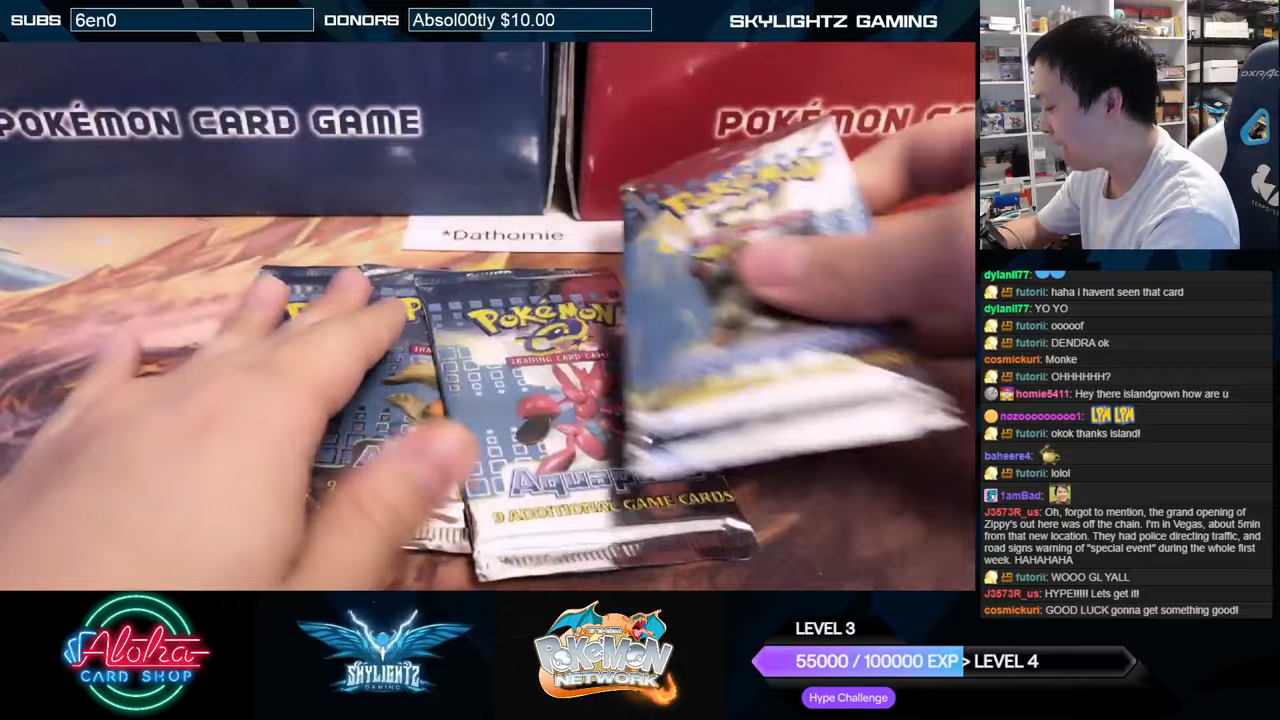 SUBS 6en0 DONORS Absol00tly $10.00 SKYLIGHTZ GAMING
POKÉMON CARD GAME
POKÉMON
*Dathomie
POKéMON
POKéMON
TRADING CARD GAME
9 ADDITIONAL GAME CARDS
dylanll77:
futorii: haha i havent seen that card
dylanll77: YO YO
futorii: ooooof
futorii: DENDRA ok
cosmickuri: Monke
futorii: OHHHHHH?
homie5411: Hey there islandgrown how are u
nozooooooooo1:
futorii: okok thanks island!
baheere4:
futorii: lolol
1amBad:
J3573R_us: Oh, forgot to mention, the grand opening of
Zippy's out here was off the chain. I'm in Vegas, about 5min
from that new location. They had police directing traffic, and
road signs warning of "special event" during the whole first
week. HAHAHAHA
futorii: WOOO GL YALL
J3573R_us: HYPE!!!!! Lets get it!
cosmickuri: GOOD LUCK gonna get something good!
Aloha
CARD SHOP
SKYLIGHTZ
GAMING
THE
POKéMON
NETWORK
LEVEL 3
55000 / 100000 EXP > LEVEL 4
Hype Challenge